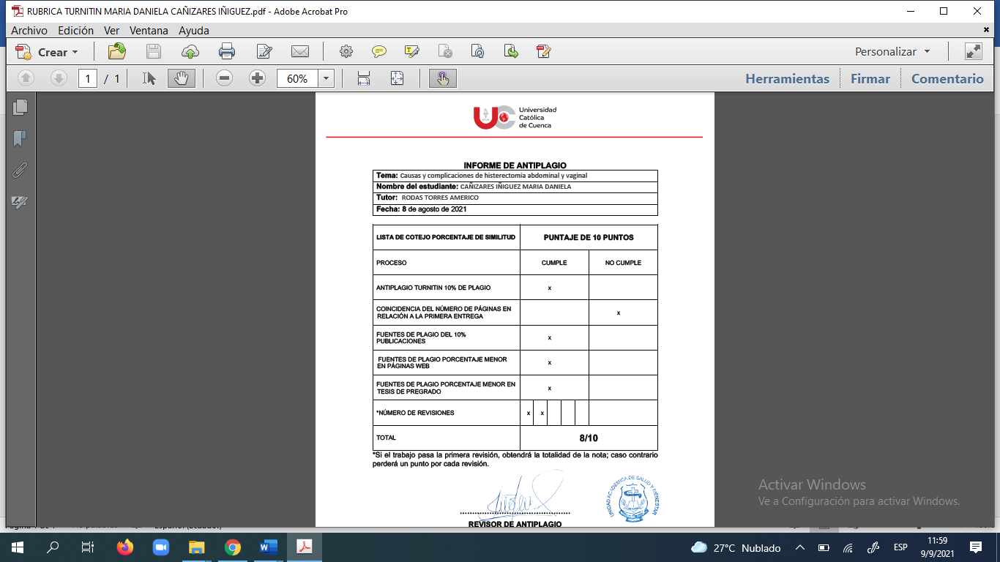 RUBRICA TURNITIN MARIA DANIELA CAÑIZARES IÑIGUEZ.pdf - Adobe Acrobat Pro
Archivo Edición Ver Ventana Ayuda
Crear
Personalizar
1 / 1
60%
Herramientas Firmar Comentario
Universidad
Católica
de Cuenca
INFORME DE ANTIPLAGIO
Tema: Causas y complicaciones de histerectomia abdominal y vaginal
Nombre del estudiante: CAÑIZARES IÑIGUEZ MARIA DANIELA
Tutor: RODAS TORRES AMERICO
Fecha: 8 de agosto de 2021
LISTA DE COTEJO PORCENTAJE DE SIMILITUD PUNTAJE DE 10 PUNTOS
PROCESO CUMPLE NO CUMPLE
ANTIPLAGIO TURNITIN 10% DE PLAGIO x
COINCIDENCIA DEL NÚMERO DE PÁGINAS EN
RELACIÓN A LA PRIMERA ENTREGA x
FUENTES DE PLAGIO DEL 10%
PUBLICACIONES x
FUENTES DE PLAGIO PORCENTAJE MENOR
EN PÁGINAS WEB x
FUENTES DE PLAGIO PORCENTAJE MENOR EN
TESIS DE PREGRADO x
*NÚMERO DE REVISIONES x x
TOTAL 8/10
*Si el trabajo pasa la primera revisión, obtendrá la totalidad de la nota; caso contrario
perderá un punto por cada revisión.
UNIDAD ACADEMICA DE SALUD Y BIENESTAR
REVISOR DE ANTIPLAGIO
Activar Windows
Ve a Configuración para activar Windows.
27°C Nublado
ESP
11:59
9/9/2021